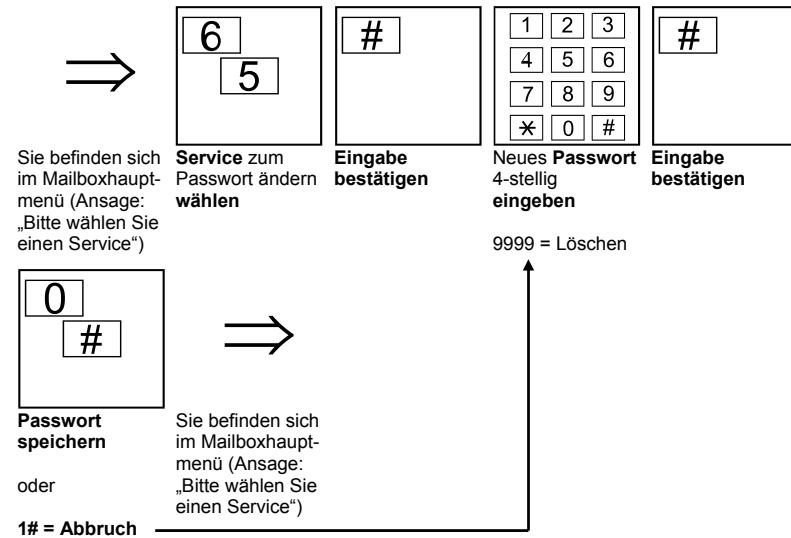 6
5
#
1 2 3
4 5 6
7 8 9
* 0 #
#
Sie befinden sich
im Mailboxhaupt-
menü (Ansage:
„Bitte wählen Sie
einen Service“)
Service zum
Passwort ändern
wählen
Eingabe
bestätigen
Neues Passwort
4-stellig
eingeben
9999 = Löschen
Eingabe
bestätigen
0
#
Passwort
speichern
oder
1# = Abbruch
Sie befinden sich
im Mailboxhaupt-
menü (Ansage:
„Bitte wählen Sie
einen Service“)